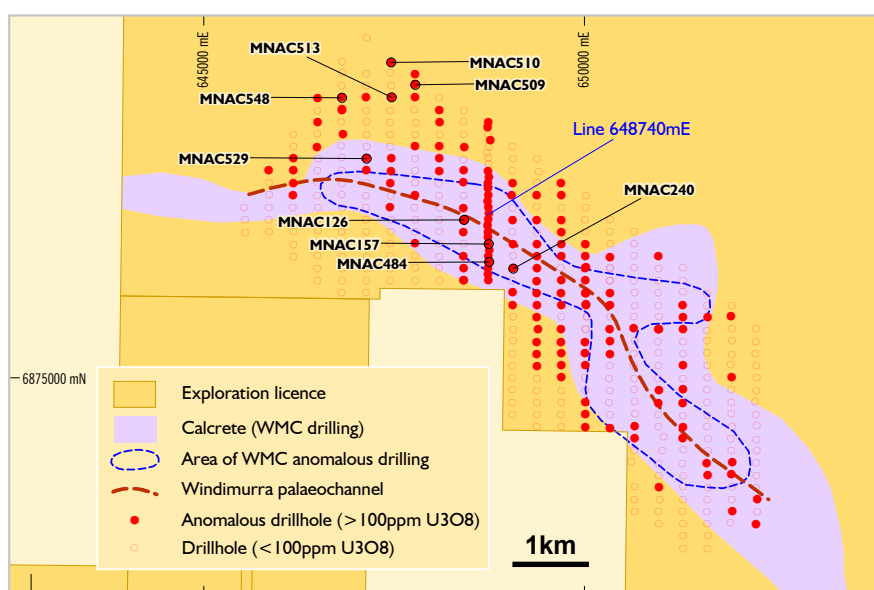 645000 mE
650000 mE
MNAC513
MNAC510
MNAC509
MNAC548
Line 648740mE
MNAC529
MNAC240
MNAC126
MNAC157
MNAC484
6875000 mN
Exploration licence
Calcrete (WMC drilling)
Area of WMC anomalous drilling
Windimurra palaeochannel
Anomalous drillhole (>100ppm U3O8)
Drillhole (<100ppm U3O8)
1km